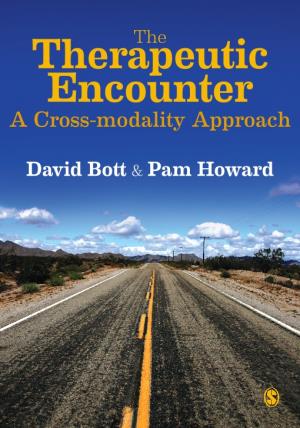 The
Therapeutic
Encounter
A Cross-modality Approach
David Bott & Pam Howard